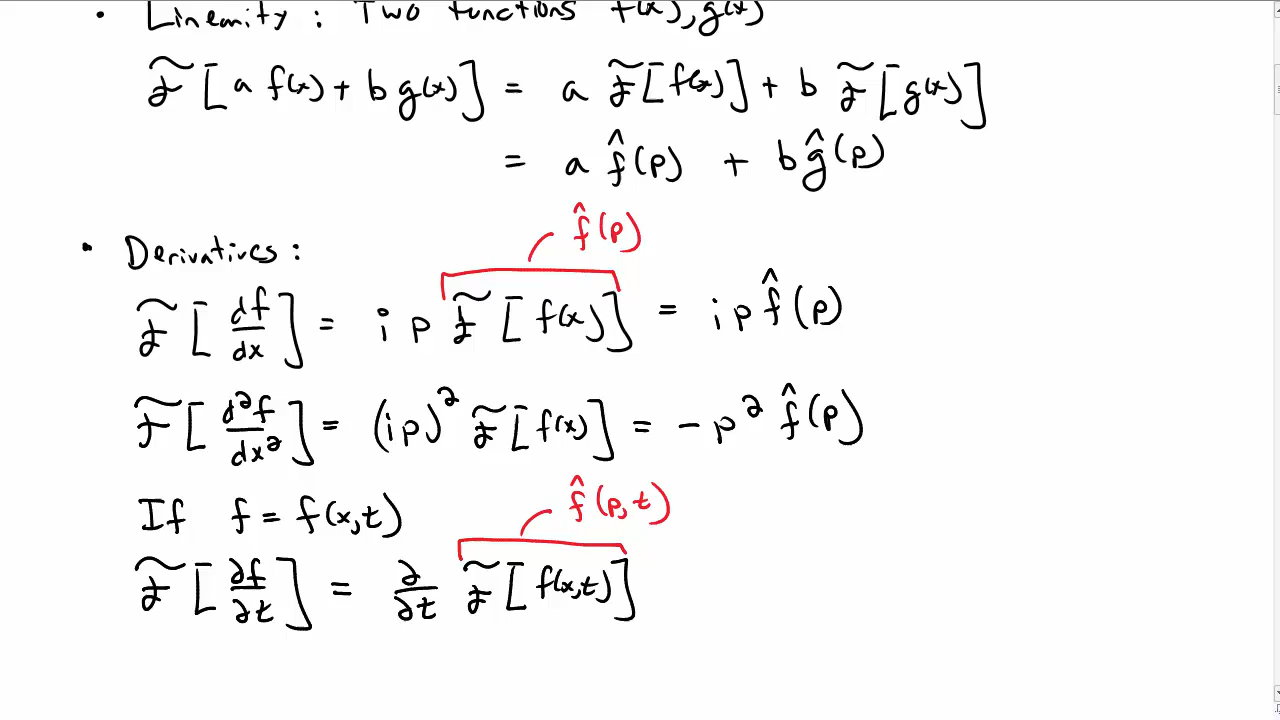 • Linearity : Two functions f(x), g(x)
ℱ̃ [a f(x) + b g(x)] = a ℱ̃[f(x)] + b ℱ̃[g(x)]
= a f̂(p) + b ĝ(p)
f̂(p)
• Derivatives :
ℱ̃ [df/dx] = i p ℱ̃ [f(x)] = i p f̂(p)
ℱ̃ [d²f/dx²] = (ip)² ℱ̃ [f(x)] = - p² f̂(p)
If f = f(x,t)
f̂(p,t)
ℱ̃ [∂f/∂t] = ∂/∂t ℱ̃ [f(x,t)]